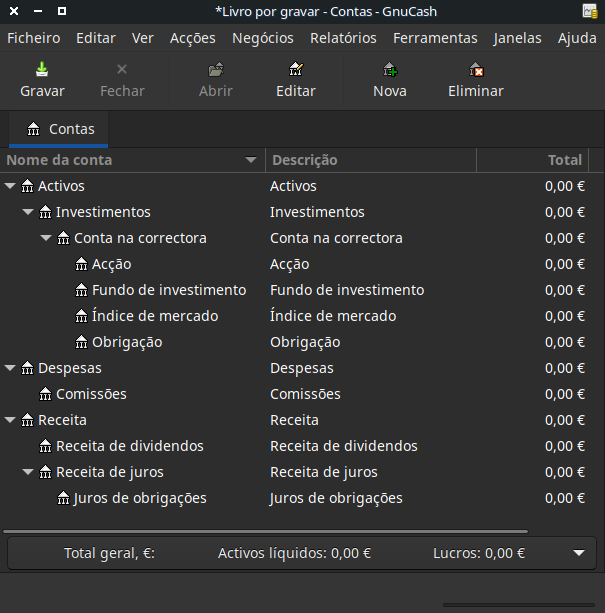 *Livro por gravar - Contas - GnuCash
Ficheiro Editar Ver Acções Negócios Relatórios Ferramentas Janelas Ajuda
Gravar Fechar Abrir Editar Nova Eliminar
Contas
Nome da conta Descrição Total
Activos Activos 0,00 €
Investimentos Investimentos 0,00 €
Conta na correctora Conta na correctora 0,00 €
Acção Acção 0,00 €
Fundo de investimento Fundo de investimento 0,00 €
Índice de mercado Índice de mercado 0,00 €
Obrigação Obrigação 0,00 €
Despesas Despesas 0,00 €
Comissões Comissões 0,00 €
Receita Receita 0,00 €
Receita de dividendos Receita de dividendos 0,00 €
Receita de juros Receita de juros 0,00 €
Juros de obrigações Juros de obrigações 0,00 €
Total geral, €: Activos líquidos: 0,00 € Lucros: 0,00 €